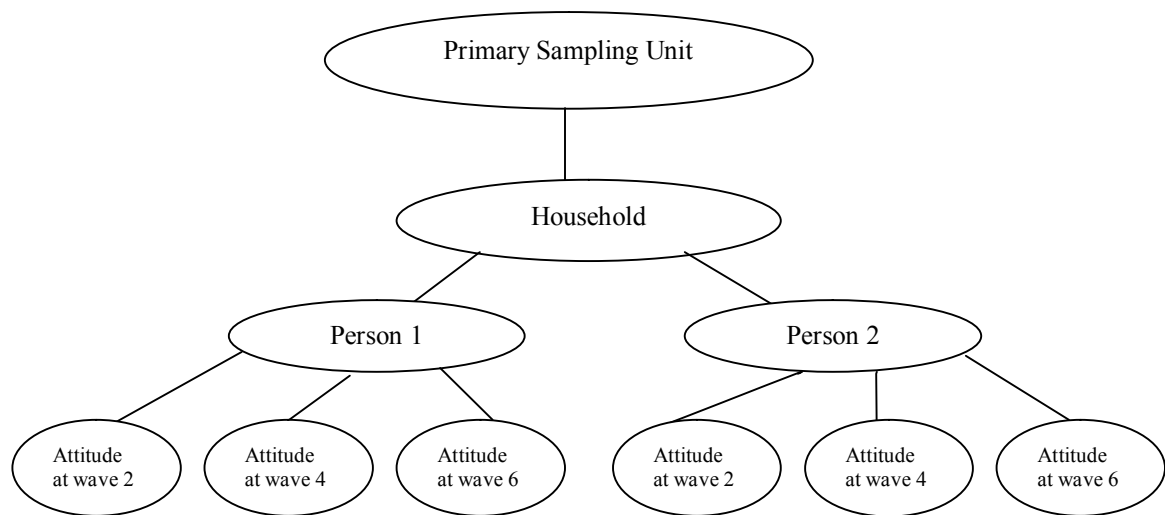 Primary Sampling Unit
Household
Person 1
Person 2
Attitude
at wave 2
Attitude
at wave 4
Attitude
at wave 6
Attitude
at wave 2
Attitude
at wave 4
Attitude
at wave 6